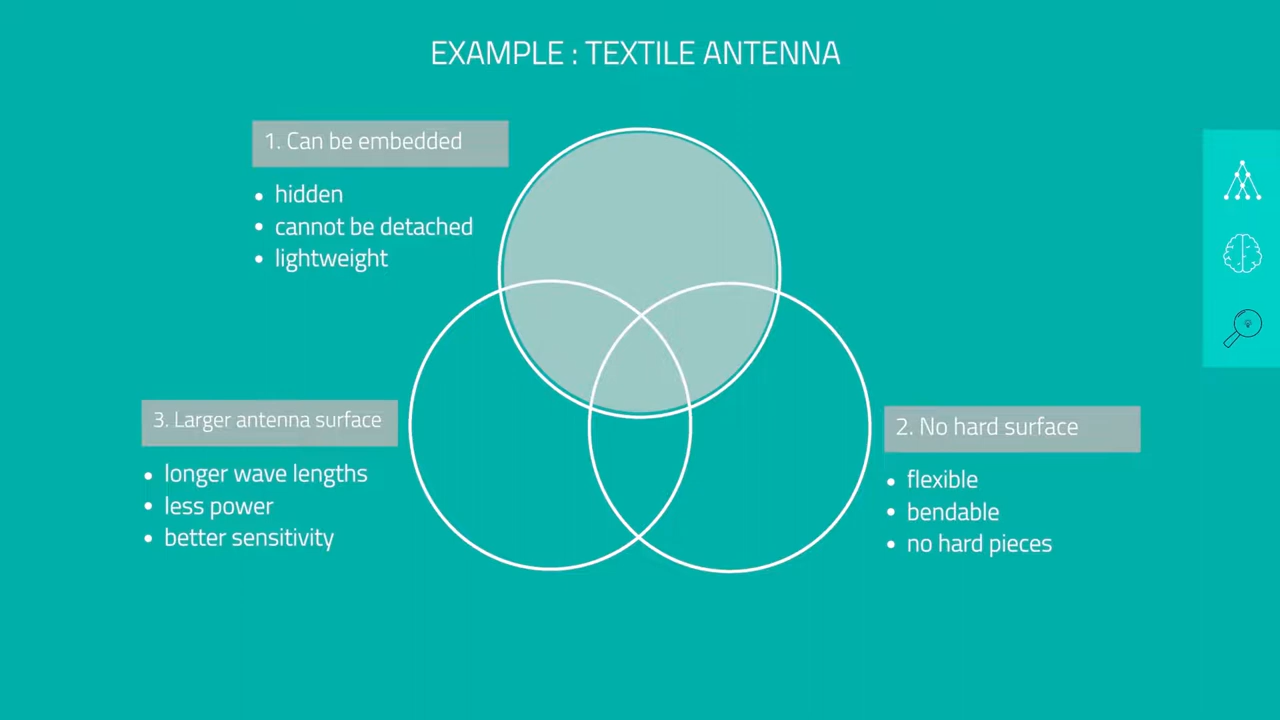 EXAMPLE : TEXTILE ANTENNA
1. Can be embedded
• hidden
• cannot be detached
• lightweight
3. Larger antenna surface
• longer wave lengths
• less power
• better sensitivity
2. No hard surface
• flexible
• bendable
• no hard pieces